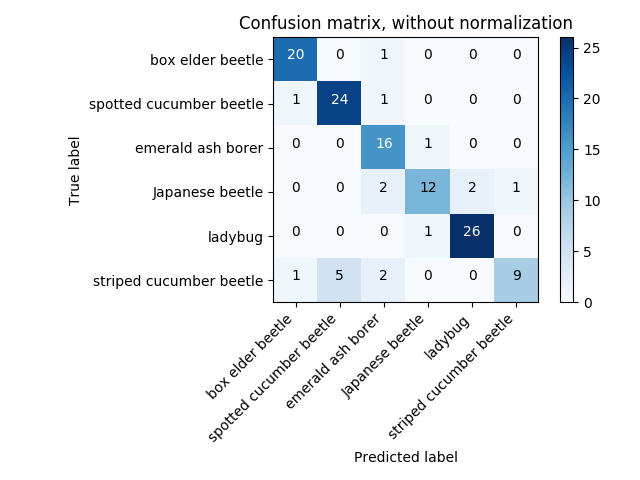 Confusion matrix, without normalization
True label
box elder beetle 20 0 1 0 0 0
spotted cucumber beetle 1 24 1 0 0 0
emerald ash borer 0 0 16 1 0 0
Japanese beetle 0 0 2 12 2 1
ladybug 0 0 0 1 26 0
striped cucumber beetle 1 5 2 0 0 9
box elder beetle
spotted cucumber beetle
emerald ash borer
Japanese beetle
ladybug
striped cucumber beetle
Predicted label
25
20
15
10
5
0